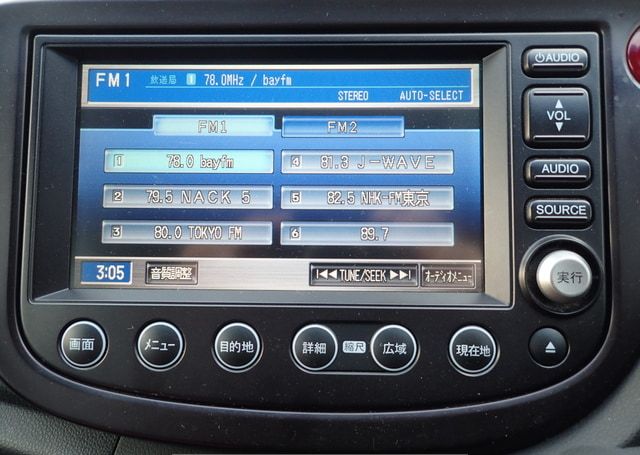 FM1 放送局 1 78.0MHz / bayfm
STEREO AUTO-SELECT
FM1 FM2
1 78.0 bayfm 4 81.3 J-WAVE
2 79.5 NACK 5 5 82.5 NHK-FM東京
3 80.0 TOKYO FM 6 89.7
3:05 音質調整 TUNE/SEEK オーディオメニュー
AUDIO
VOL
AUDIO
SOURCE
実行
画面 メニュー 目的地 詳細 縮尺 広域 現在地